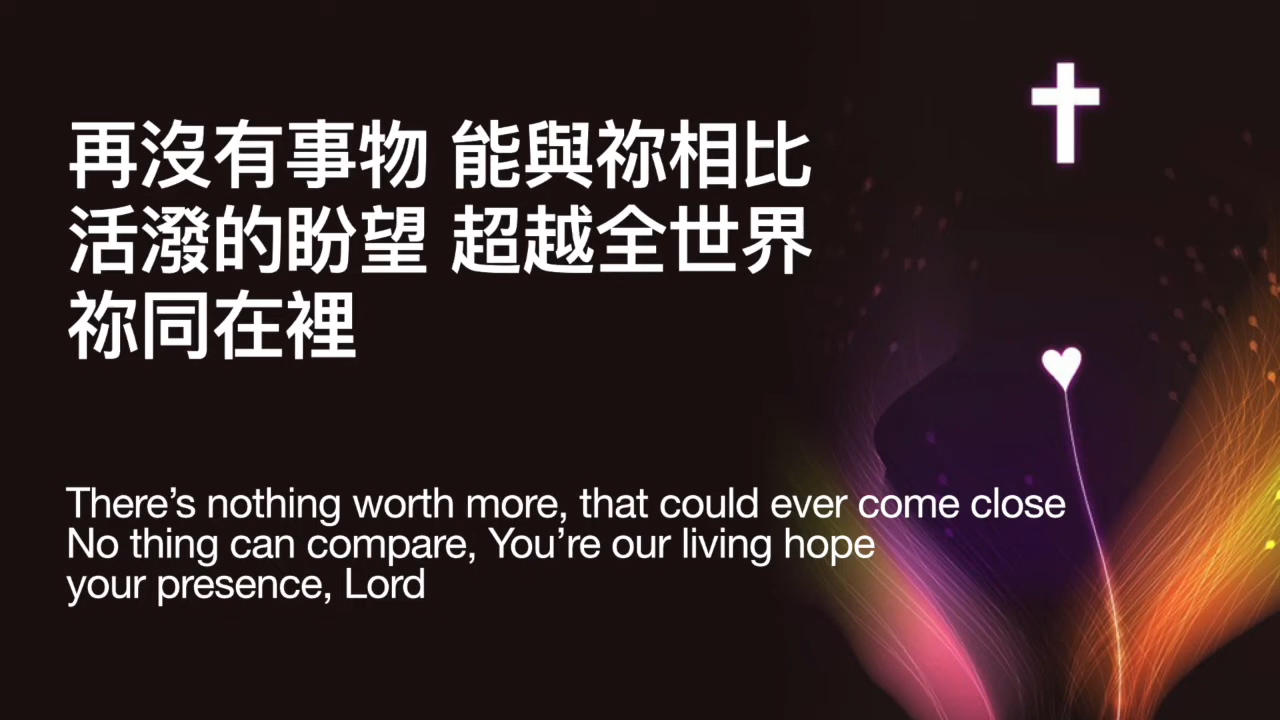 再沒有事物 能與祢相比
活潑的盼望 超越全世界
祢同在裡
There’s nothing worth more, that could ever come close
No thing can compare, You’re our living hope
your presence, Lord